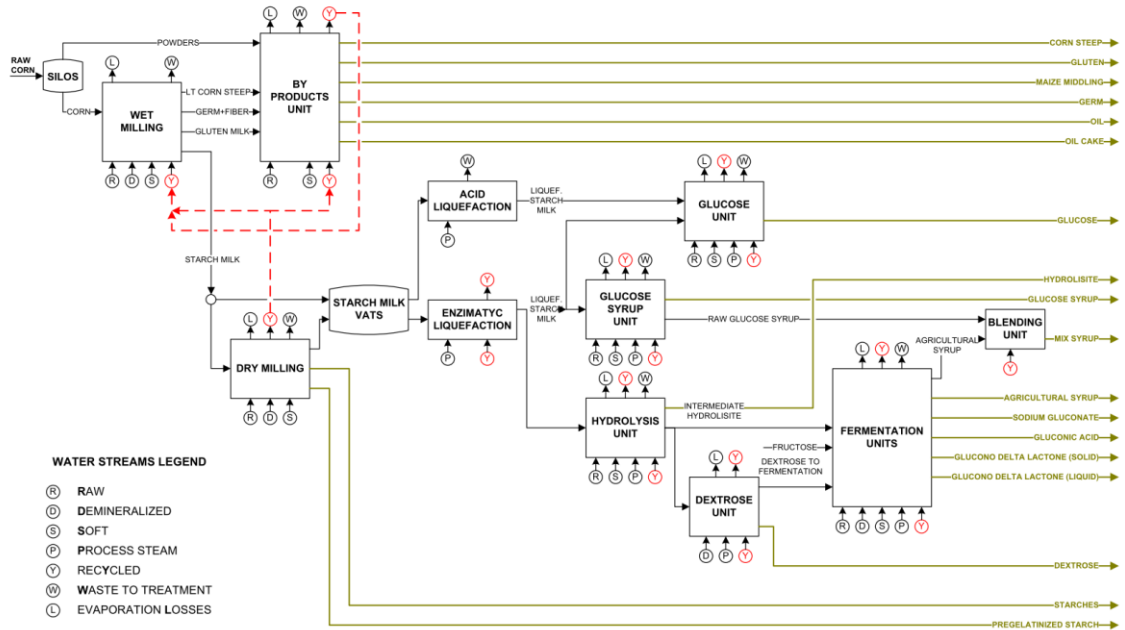 L
W
Y
POWDERS
CORN STEEP
RAW
CORN
SILOS
L
W
GLUTEN
BY
PRODUCTS
UNIT
MAIZE MIDDLING
LT CORN STEEP
GERM
CORN
WET
MILLING
GERM+FIBER
OIL
GLUTEN MILK
OIL CAKE
R
D
S
Y
R
S
Y
W
L
Y
W
ACID
LIQUEFACTION
LIQUEF.
STARCH
MILK
GLUCOSE
UNIT
GLUCOSE
P
R
S
P
Y
STARCH MILK
Y
L
Y
W
HYDROLISITE
STARCH MILK
VATS
ENZIMATYC
LIQUEFACTION
LIQUEF.
STARCH
MILK
GLUCOSE
SYRUP
UNIT
GLUCOSE SYRUP
RAW GLUCOSE SYRUP
BLENDING
UNIT
MIX SYRUP
L
Y
W
P
Y
R
S
P
Y
AGRICULTURAL
SYRUP
L
Y
W
Y
DRY MILLING
L
Y
W
R
D
S
HYDROLYSIS
UNIT
INTERMEDIATE
HYDROLISITE
FERMENTATION
UNITS
AGRICULTURAL SYRUP
SODIUM GLUCONATE
GLUCONIC ACID
FRUCTOSE
GLUCONO DELTA LACTONE (SOLID)
GLUCONO DELTA LACTONE (LIQUID)
R
S
P
Y
L
Y
DEXTROSE TO
FERMENTATION
DEXTROSE
UNIT
R
D
S
P
Y
D
P
Y
DEXTROSE
STARCHES
PREGELATINIZED STARCH
WATER STREAMS LEGEND
R RAW
D DEMINERALIZED
S SOFT
P PROCESS STEAM
Y RECYCLED
W WASTE TO TREATMENT
L EVAPORATION LOSSES